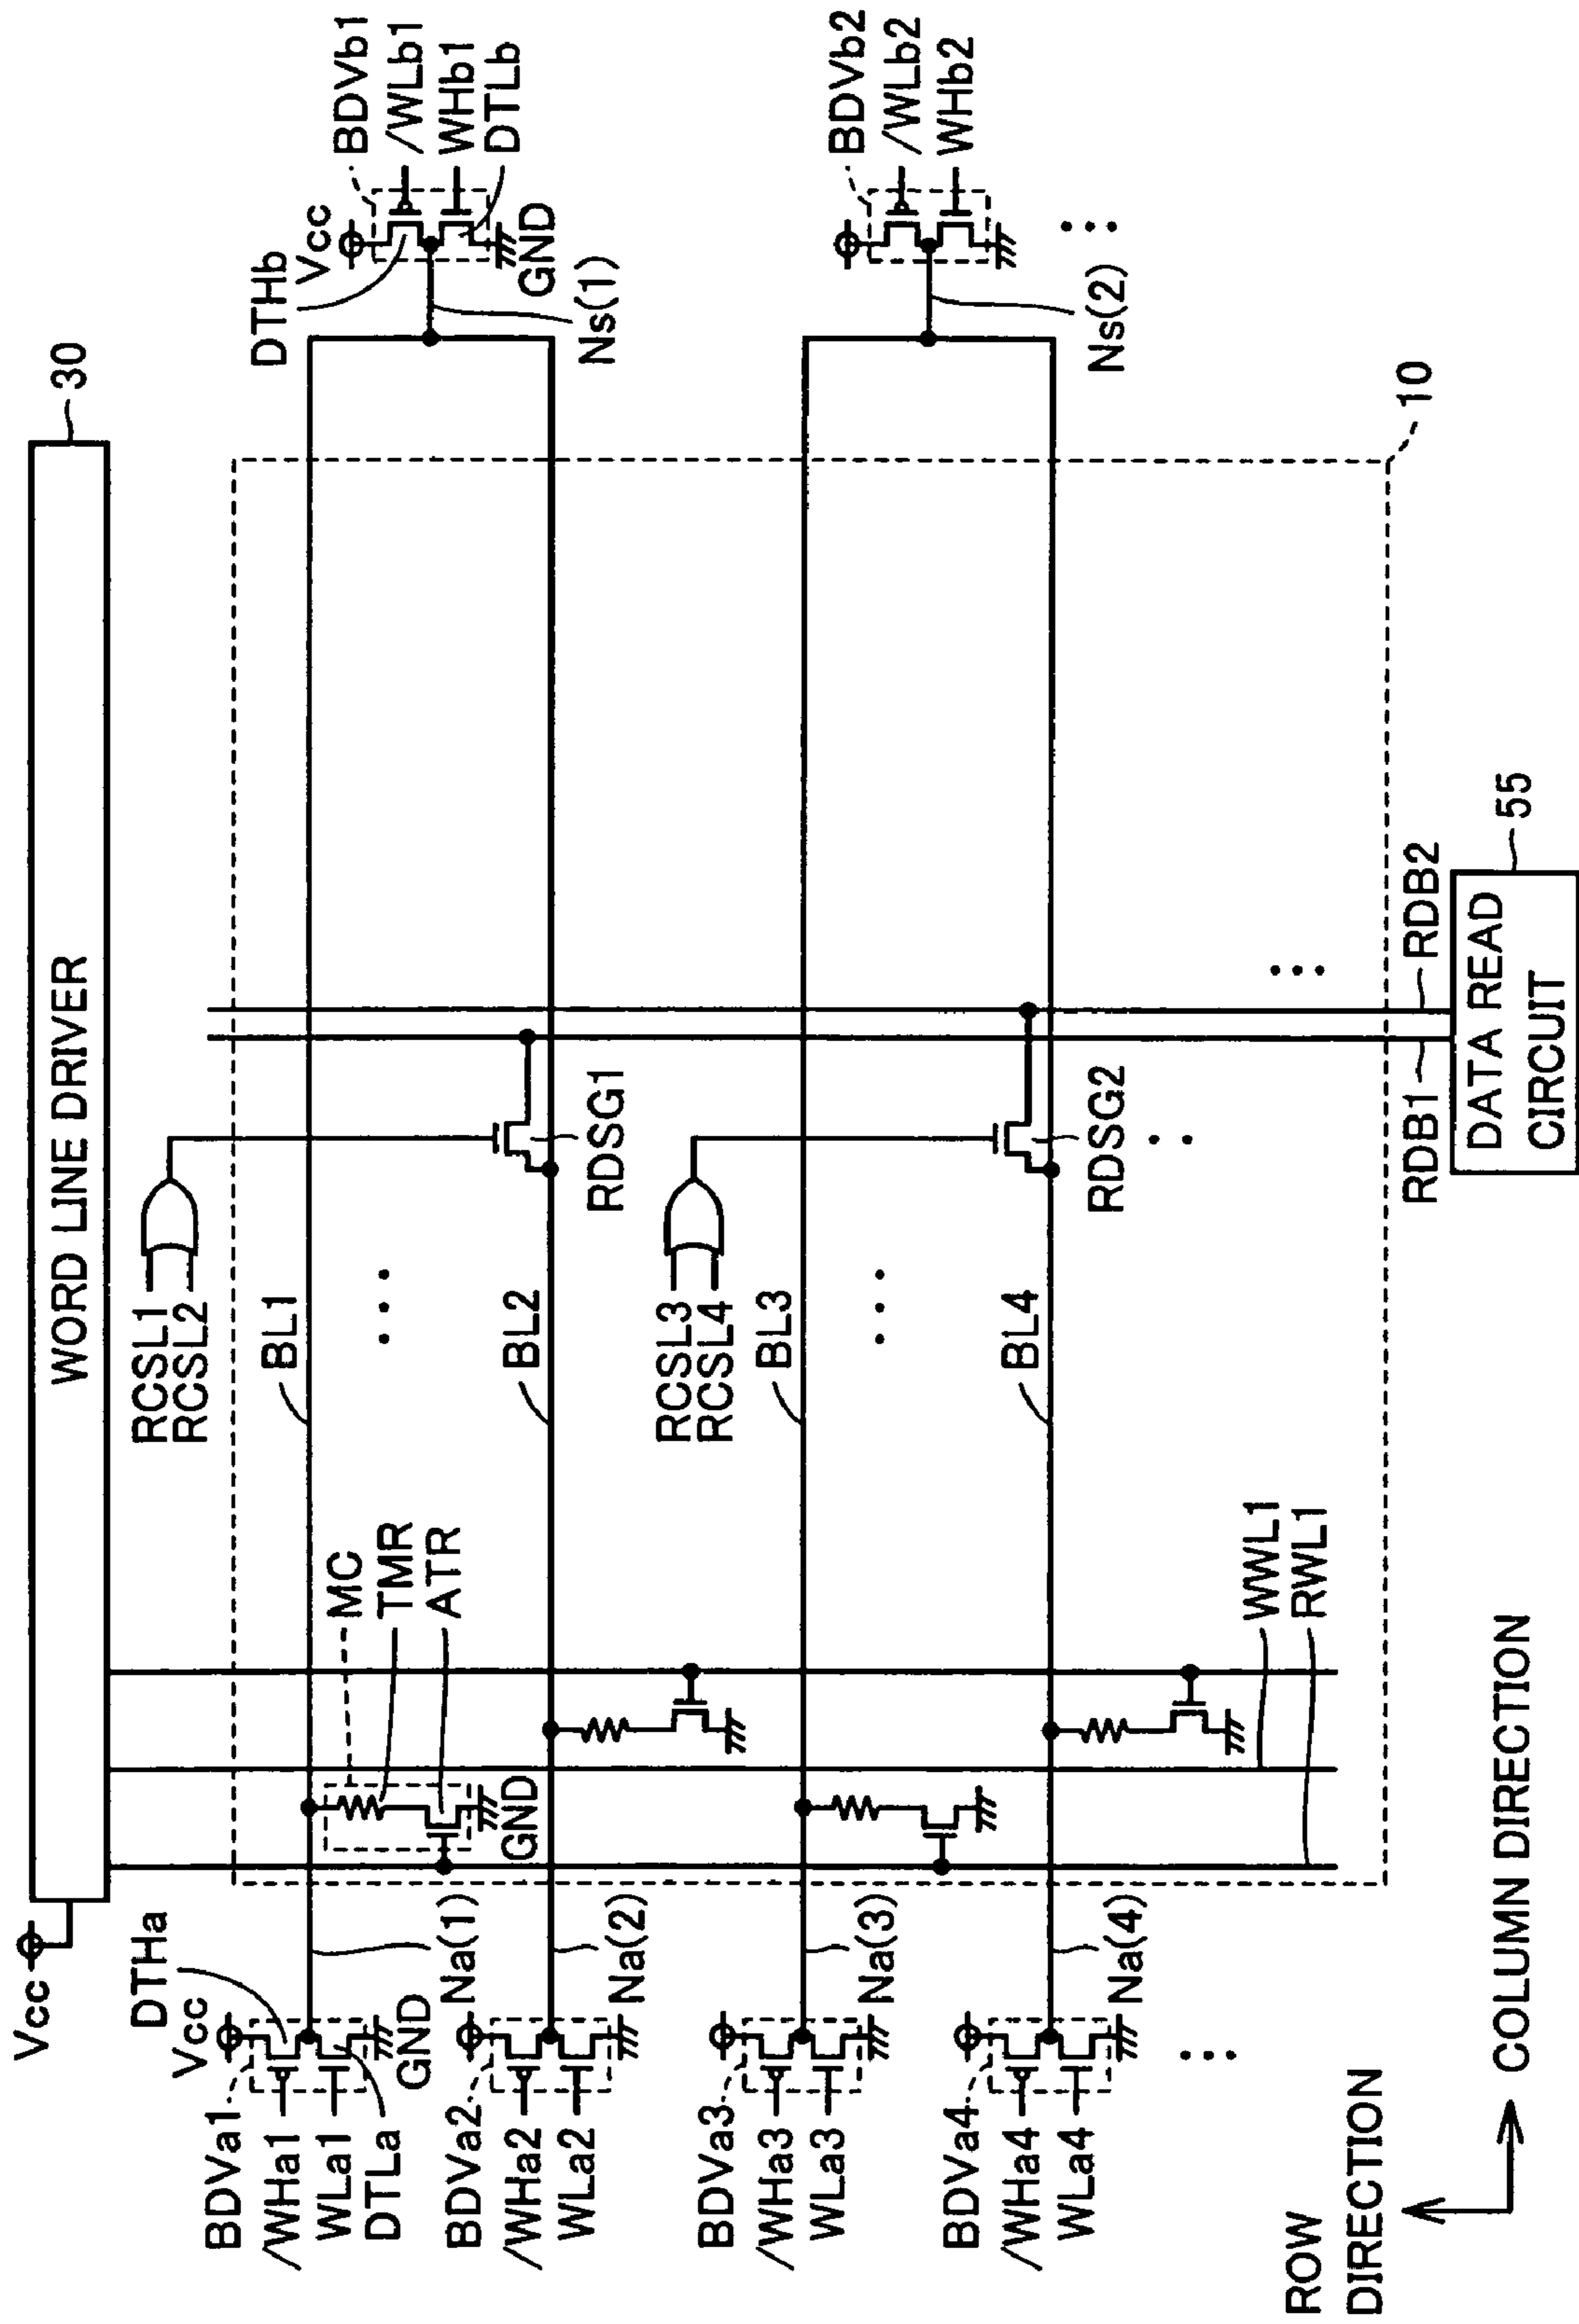 Vcc
WORD LINE DRIVER
30
DTHa
Vcc
BDVa1
/WHa1
WLa1
DTLa
GND
Na(1)
BDVa2
/WHa2
WLa2
Na(2)
BDVa3
/WHa3
WLa3
Na(3)
BDVa4
/WHa4
WLa4
Na(4)
RCSL1
RCSL2
BL1
MC
TMR
ATR
GND
BL2
RDSG1
RCSL3
RCSL4
BL3
BL4
RDSG2
WWL1
RWL1
DTHb
Vcc
BDVb1
/WLb1
WHb1
DTLb
GND
Ns(1)
BDVb2
/WLb2
WHb2
Ns(2)
10
RDB1
RDB2
DATA READ
CIRCUIT
55
ROW
DIRECTION
COLUMN DIRECTION